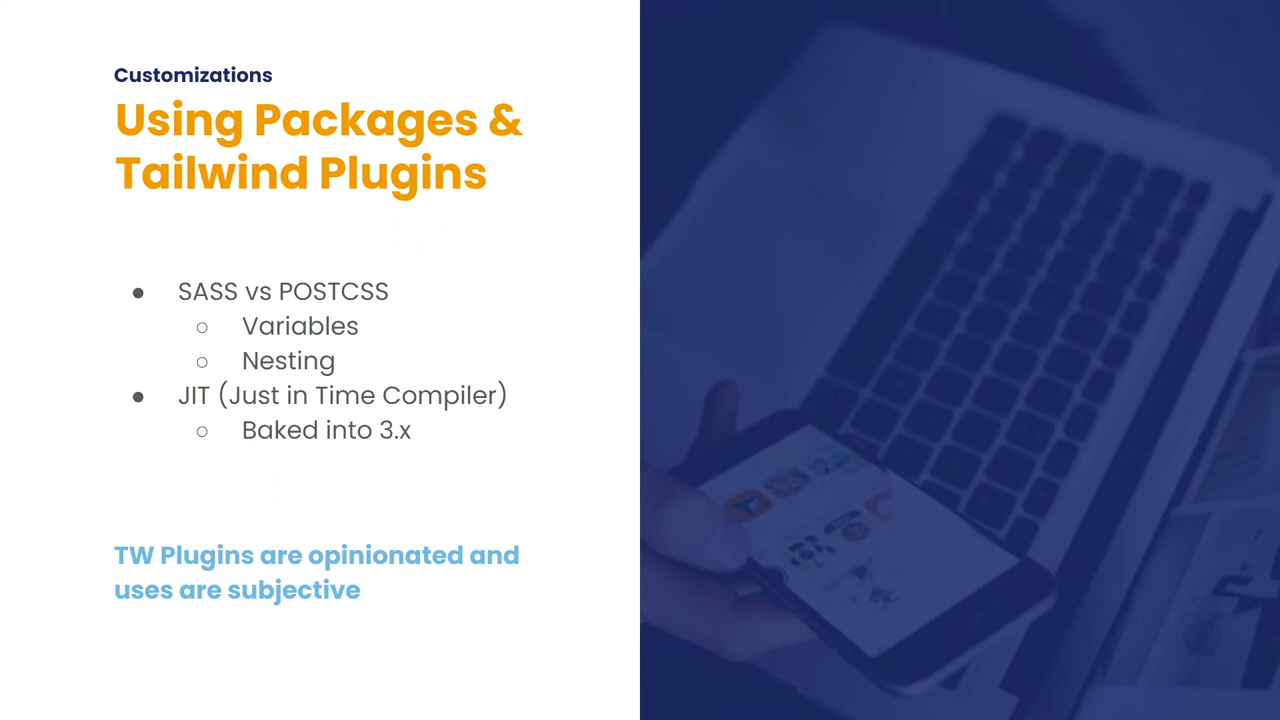 Customizations
Using Packages &
Tailwind Plugins
● SASS vs POSTCSS
○ Variables
○ Nesting
● JIT (Just in Time Compiler)
○ Baked into 3.x
TW Plugins are opinionated and
uses are subjective